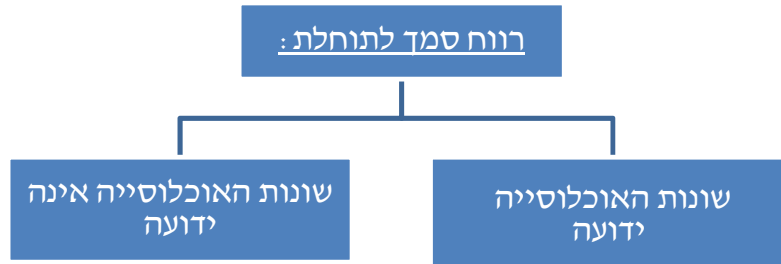 רווח סמך לתוחלת :
שונות האוכלוסייה
ידועה
שונות האוכלוסייה אינה
ידועה